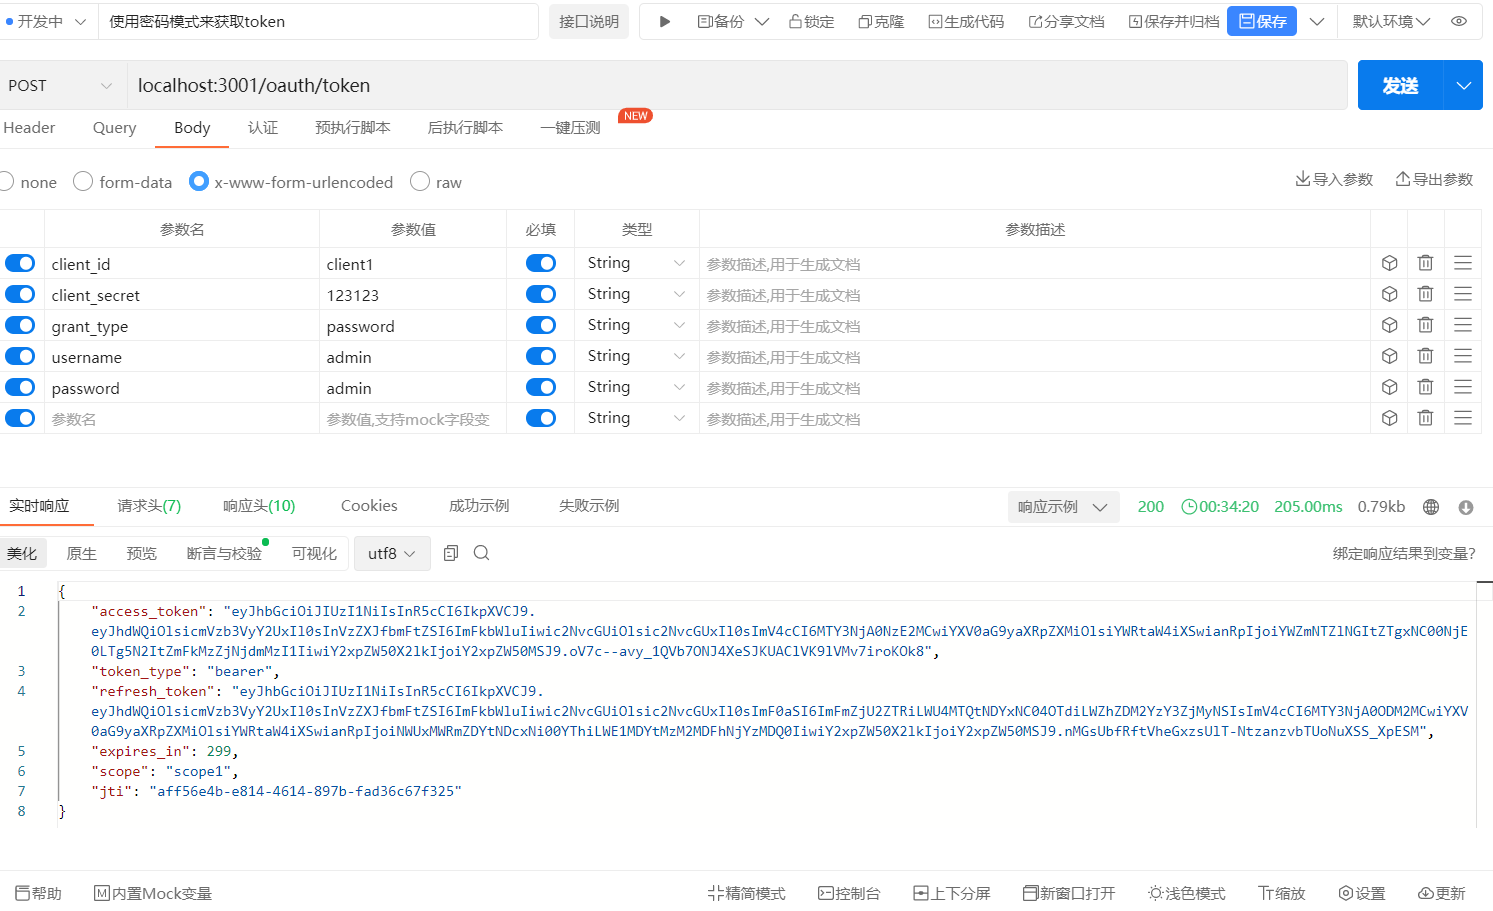 开发中 使用密码模式来获取token 接口说明 备份 锁定 克隆 生成代码 分享文档 保存并归档 保存 默认环境
POST localhost:3001/oauth/token 发送
Header Query Body 认证 预执行脚本 后执行脚本 一键压测 NEW
none form-data x-www-form-urlencoded raw 导入参数 导出参数
参数名 参数值 必填 类型 参数描述
client_id client1 String 参数描述,用于生成文档
client_secret 123123 String 参数描述,用于生成文档
grant_type password String 参数描述,用于生成文档
username admin String 参数描述,用于生成文档
password admin String 参数描述,用于生成文档
参数名 参数值,支持mock字段变 String 参数描述,用于生成文档
实时响应 请求头(7) 响应头(10) Cookies 成功示例 失败示例 响应示例 200 00:34:20 205.00ms 0.79kb
美化 原生 预览 断言与校验 可视化 utf8 绑定响应结果到变量?
1 {
2 "access_token": "eyJhbGciOiJIUzI1NiIsInR5cCI6IkpXVCJ9.
eyJhdWQiOlsicmVzb3VyY2UxIl0sInVzZXJfbmFtZSI6ImFkbWluIiwic2NvcGUiOlsic2NvcGUxIl0sImV4cCI6MTY3NjA0NzE2MCwiYXV0aG9yaXRpZXMiOlsiYWRtaW4iXSwianRpIjoiYWZmNTZlNGItZTgxNC00NjE
0LTg5N2ItZmFkMzZjNjdmMzI1IiwiY2xpZW50X2lkIjoiY2xpZW50MSJ9.oV7c--avy_1QVb7ONJ4XeSJKUAClVK9lVMv7iroKOk8",
3 "token_type": "bearer",
4 "refresh_token": "eyJhbGciOiJIUzI1NiIsInR5cCI6IkpXVCJ9.
eyJhdWQiOlsicmVzb3VyY2UxIl0sInVzZXJfbmFtZSI6ImFkbWluIiwic2NvcGUiOlsic2NvcGUxIl0sImF0aSI6ImFmZjU2ZTRiLWU4MTQtNDYxNC04OTdiLWZhZDM2YzY3ZjMyNSIsImV4cCI6MTY3NjA0ODM2MCwiYXV
0aG9yaXRpZXMiOlsiYWRtaW4iXSwianRpIjoiNWUxMWRmZDYtNDcxNi00YThiLWE1MDYtMzM2MDFhNjYzMDQ0IiwiY2xpZW50X2lkIjoiY2xpZW50MSJ9.nMGsUbfRftVheGxzsUlT-NtzanzvbTUoNuXSS_XpESM",
5 "expires_in": 299,
6 "scope": "scope1",
7 "jti": "aff56e4b-e814-4614-897b-fad36c67f325"
8 }
帮助 内置Mock变量 精简模式 控制台 上下分屏 新窗口打开 浅色模式 缩放 设置 更新